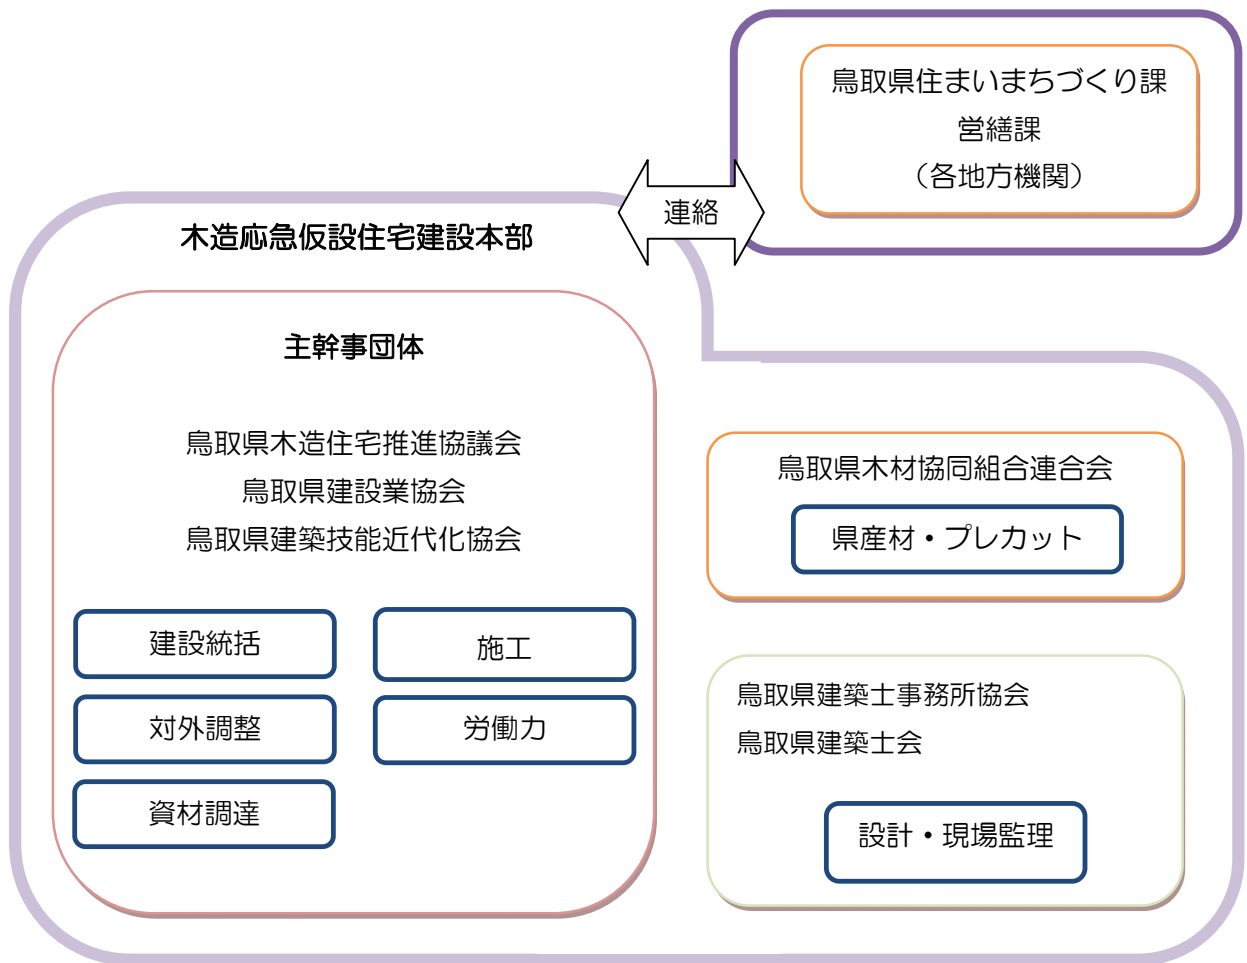 鳥取県住まいまちづくり課
営繕課
（各地方機関）
連絡
木造応急仮設住宅建設本部
主幹事団体
鳥取県木造住宅推進協議会
鳥取県建設業協会
鳥取県建築技能近代化協会
建設統括
施工
対外調整
労働力
資材調達
鳥取県木材協同組合連合会
県産材・プレカット
鳥取県建築士事務所協会
鳥取県建築士会
設計・現場監理